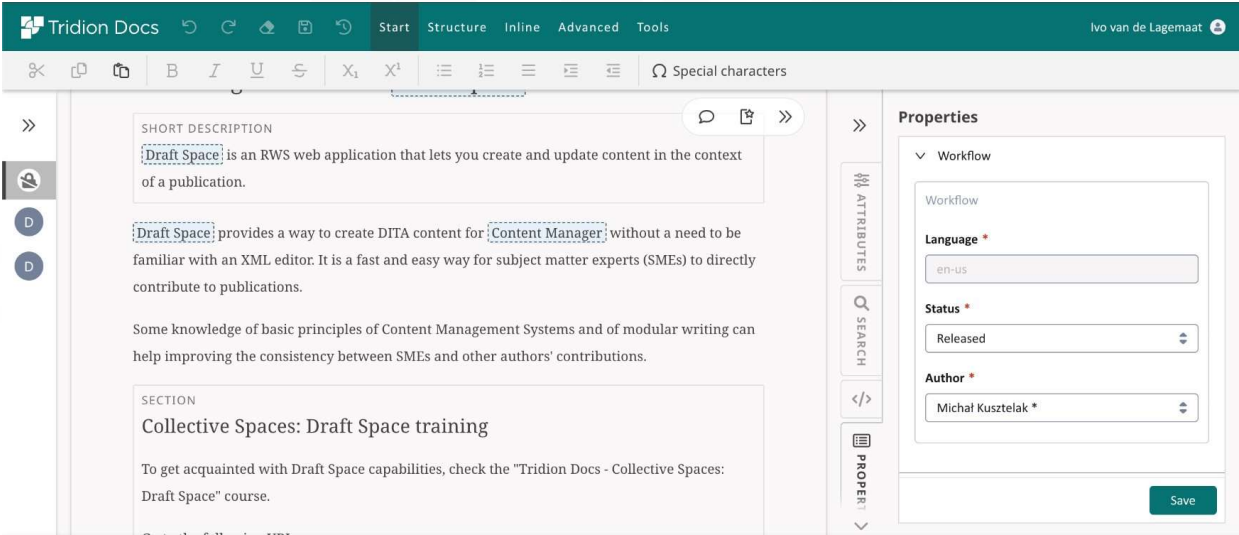 Tridion Docs
Start Structure Inline Advanced Tools
Ivo van de Lagemaat
B I U S X₁ X¹
Ω Special characters
SHORT DESCRIPTION
Draft Space is an RWS web application that lets you create and update content in the context
of a publication.
Draft Space provides a way to create DITA content for Content Manager without a need to be
familiar with an XML editor. It is a fast and easy way for subject matter experts (SMEs) to directly
contribute to publications.
Some knowledge of basic principles of Content Management Systems and of modular writing can
help improving the consistency between SMEs and other authors' contributions.
SECTION
Collective Spaces: Draft Space training
To get acquainted with Draft Space capabilities, check the "Tridion Docs - Collective Spaces:
Draft Space" course.
D
D
ATTRIBUTES
SEARCH
</>
PROPERT
Properties
Workflow
Workflow
Language *
en-us
Status *
Released
Author *
Michał Kusztelak *
Save